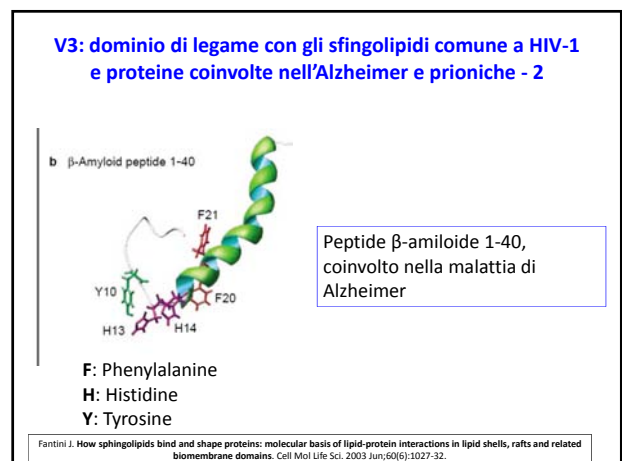 V3: dominio di legame con gli sfingolipidi comune a HIV-1
e proteine coinvolte nell'Alzheimer e prioniche - 2
b β-Amyloid peptide 1-40
F21
Y10
F20
H13
H14
Peptide β-amiloide 1-40,
coinvolto nella malattia di
Alzheimer
F: Phenylalanine
H: Histidine
Y: Tyrosine
Fantini J. How sphingolipids bind and shape proteins: molecular basis of lipid-protein interactions in lipid shells, rafts and related
biomembrane domains. Cell Mol Life Sci. 2003 Jun;60(6):1027-32.